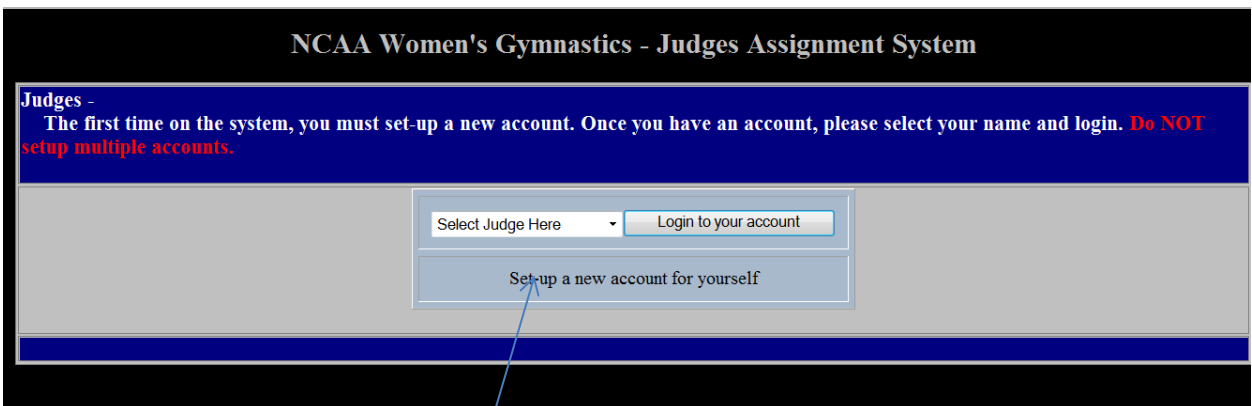 NCAA Women's Gymnastics - Judges Assignment System
Judges -
The first time on the system, you must set-up a new account. Once you have an account, please select your name and login. Do NOT
setup multiple accounts.
Select Judge Here Login to your account
Set-up a new account for yourself